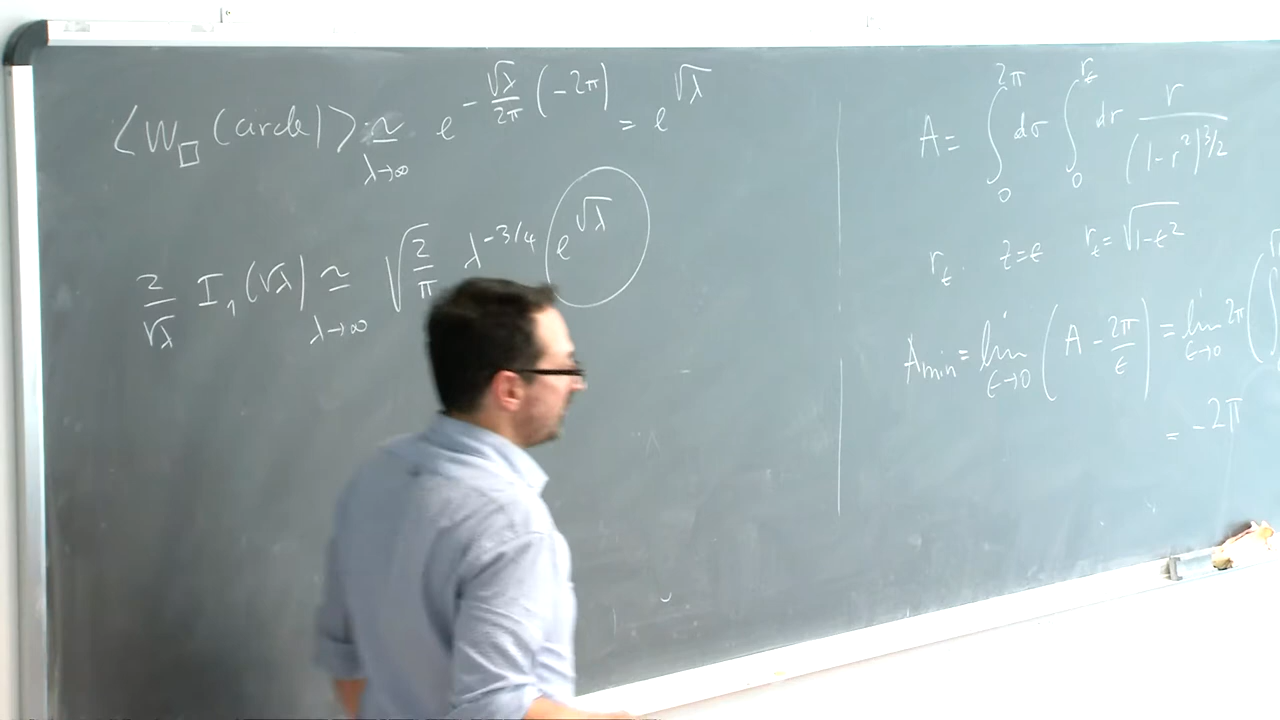 ⟨W□(circle)⟩ ≃_{λ→∞} e^{-√λ/2π (-2π)} = e^{√λ}
2/√λ I₁(√λ) ≃_{λ→∞} √(2/π) λ^{-3/4} e^{√λ}
A = ∫₀^{2π} dσ ∫₀^{r_ε} dr r/(1-r²)^{3/2}
r_ε . z=ε r_ε = √(1-ε²)
A_min = lim_{ε→0} (A - 2π/ε) = lim_{ε→0} 2π (
= -2π